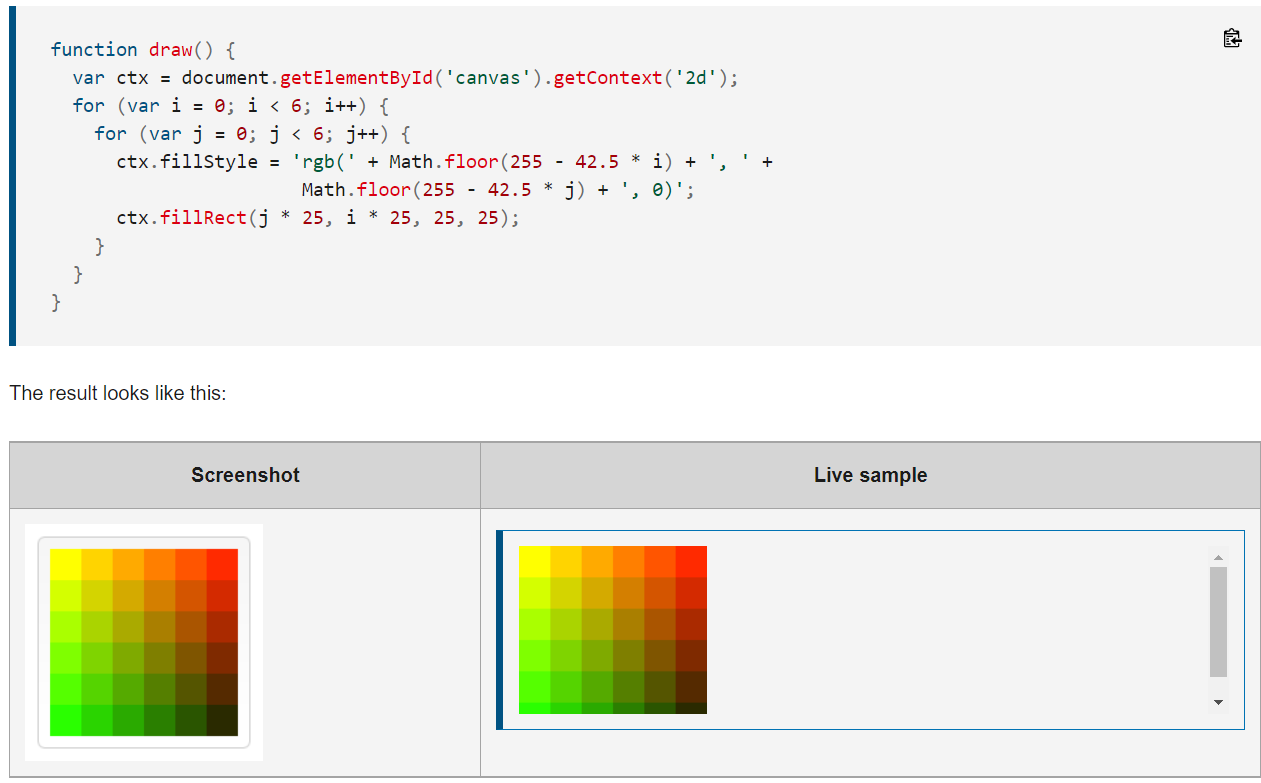 function draw() {
  var ctx = document.getElementById('canvas').getContext('2d');
  for (var i = 0; i < 6; i++) {
    for (var j = 0; j < 6; j++) {
      ctx.fillStyle = 'rgb(' + Math.floor(255 - 42.5 * i) + ', ' +
                       Math.floor(255 - 42.5 * j) + ', 0)';
      ctx.fillRect(j * 25, i * 25, 25, 25);
    }
  }
}
The result looks like this:
Screenshot
Live sample